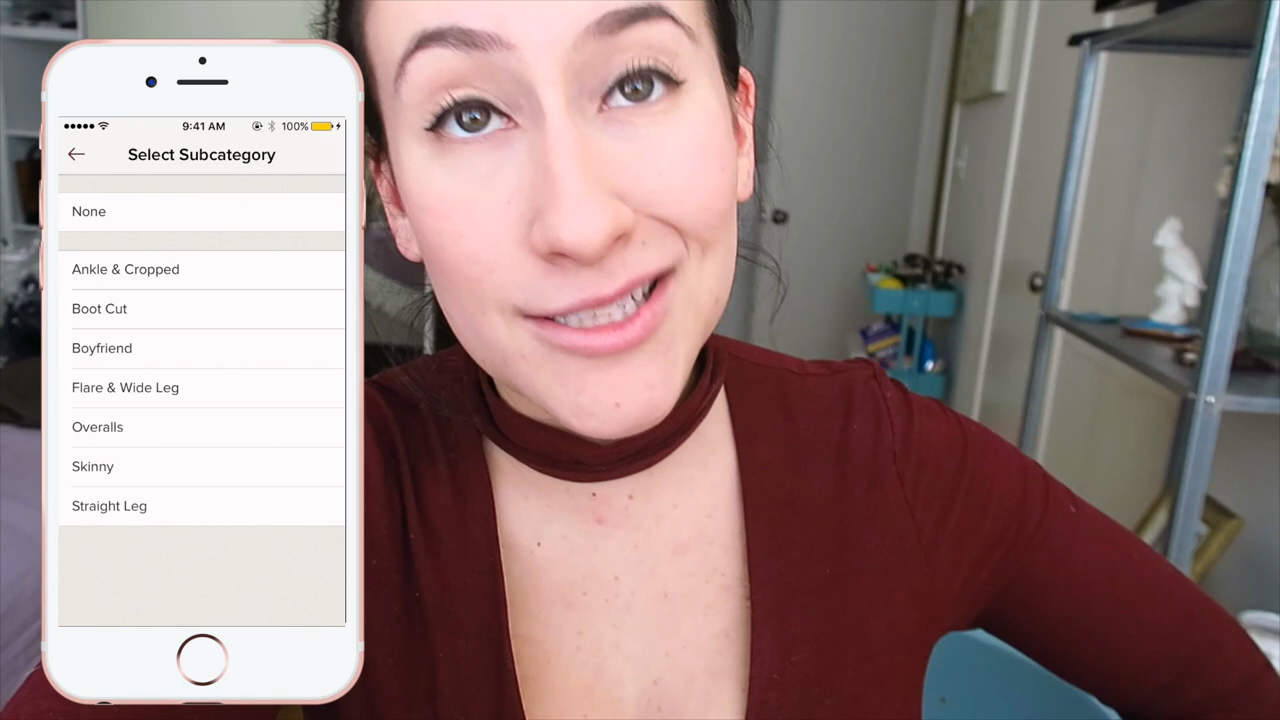 9:41 AM 100%
Select Subcategory
None
Ankle & Cropped
Boot Cut
Boyfriend
Flare & Wide Leg
Overalls
Skinny
Straight Leg